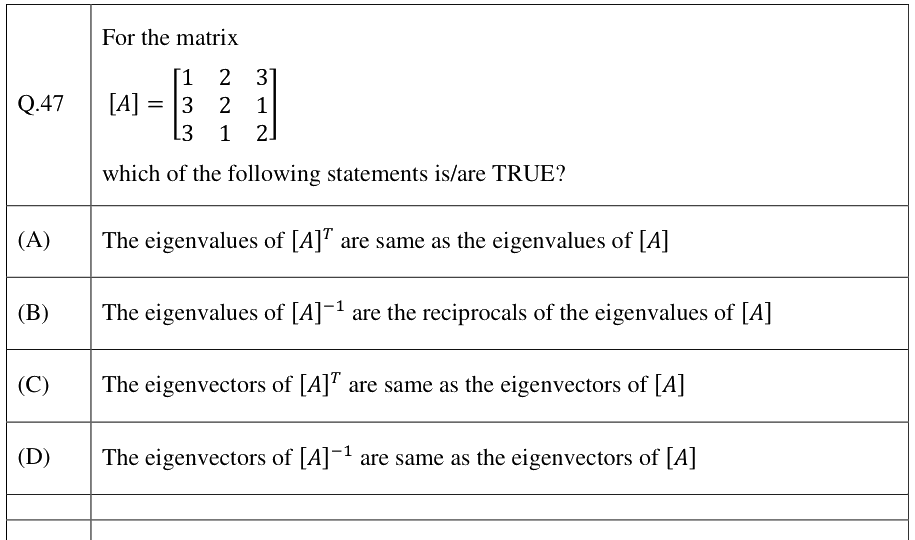 For the matrix
Q.47 [A] = [1 2 3
3 2 1
3 1 2]
which of the following statements is/are TRUE?
(A) The eigenvalues of [A]ᵀ are same as the eigenvalues of [A]
(B) The eigenvalues of [A]⁻¹ are the reciprocals of the eigenvalues of [A]
(C) The eigenvectors of [A]ᵀ are same as the eigenvectors of [A]
(D) The eigenvectors of [A]⁻¹ are same as the eigenvectors of [A]